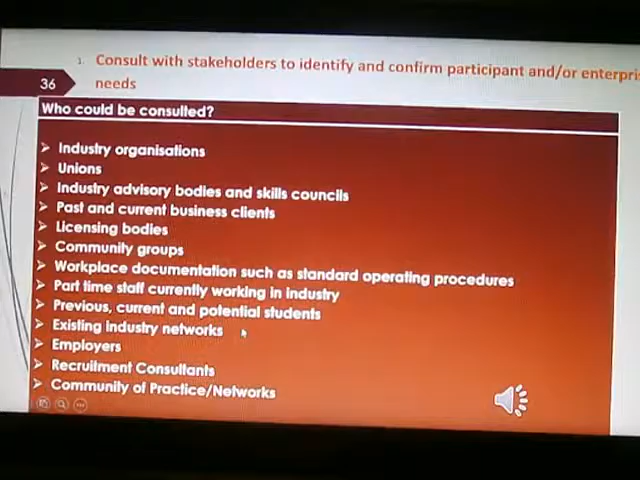 1. Consult with stakeholders to identify and confirm participant and/or enterpris
36
needs
Who could be consulted?
Industry organisations
Unions
Industry advisory bodies and skills councils
Past and current business clients
Licensing bodies
Community groups
Workplace documentation such as standard operating procedures
Part time staff currently working in industry
Previous, current and potential students
Existing industry networks
Employers
Recruitment Consultants
Community of Practice/Networks